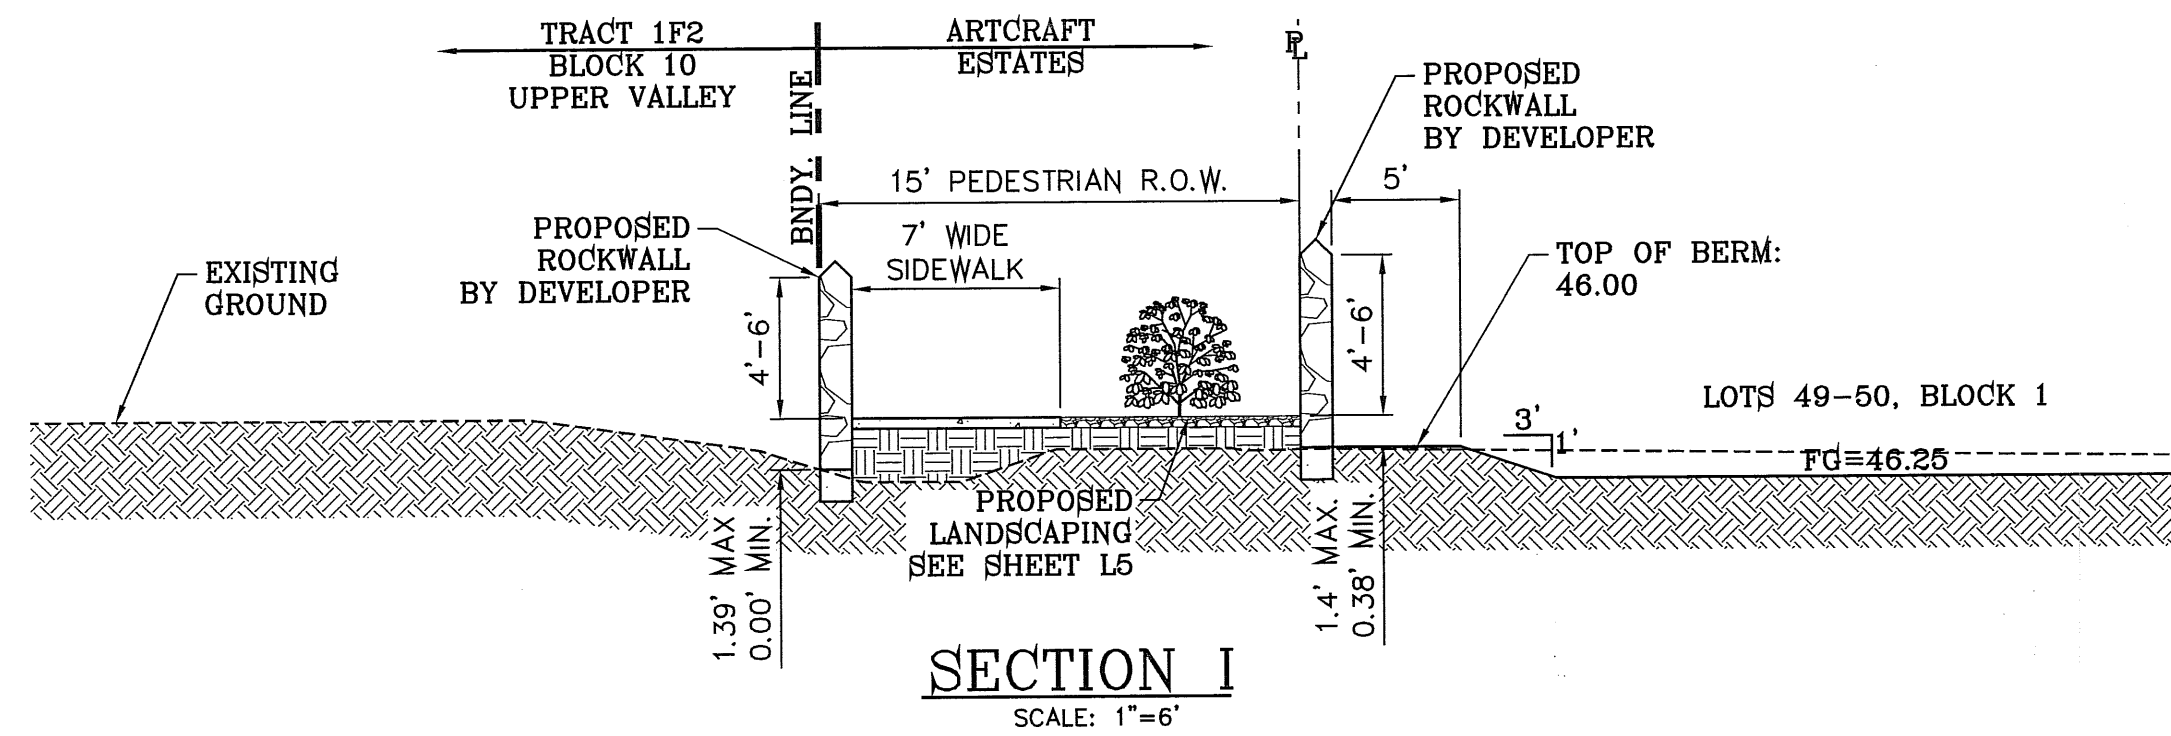 TRACT 1F2
BLOCK 10
UPPER VALLEY
ARTCRAFT
ESTATES
PL
BNDY. LINE
PROPOSED
ROCKWALL
BY DEVELOPER
15' PEDESTRIAN R.O.W.
5'
PROPOSED
ROCKWALL
BY DEVELOPER
7' WIDE
SIDEWALK
EXISTING
GROUND
TOP OF BERM:
46.00
4'-6'
4'-6'
LOTS 49-50, BLOCK 1
3'
1'
FG=46.25
PROPOSED
LANDSCAPING
SEE SHEET L5
1.39' MAX
0.00' MIN.
1.4' MAX.
0.38' MIN.
SECTION I
SCALE: 1"=6'